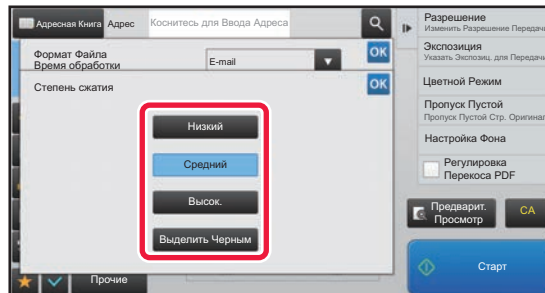 Адресная Книга
Адрес
Коснитесь для Ввода Адреса
Формат Файла
Время обработки
E-mail
OK
Степень сжатия
OK
Низкий
Средний
Высок.
Выделить Черным
Прочие
Разрешение
Изменить Разрешение Передачи
Экспозиция
Указать Экспозиц. для Передачи
Цветной Режим
Пропуск Пустой
Пропуск Пустой Стр. Оригинал
Настройка Фона
Регулировка
Перекоса PDF
Предварит.
Просмотр
CA
Старт